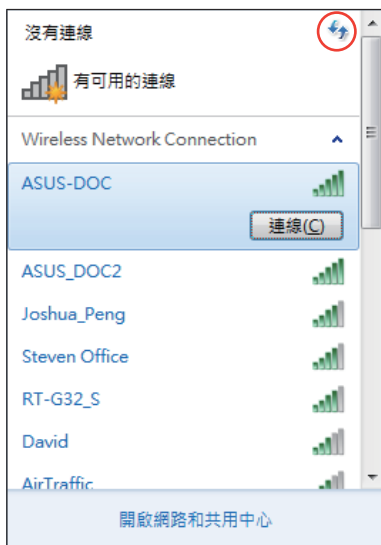 沒有連線
有可用的連線
Wireless Network Connection
ASUS-DOC
連線(C)
ASUS_DOC2
Joshua_Peng
Steven Office
RT-G32_S
David
AirTraffic
開啟網路和共用中心